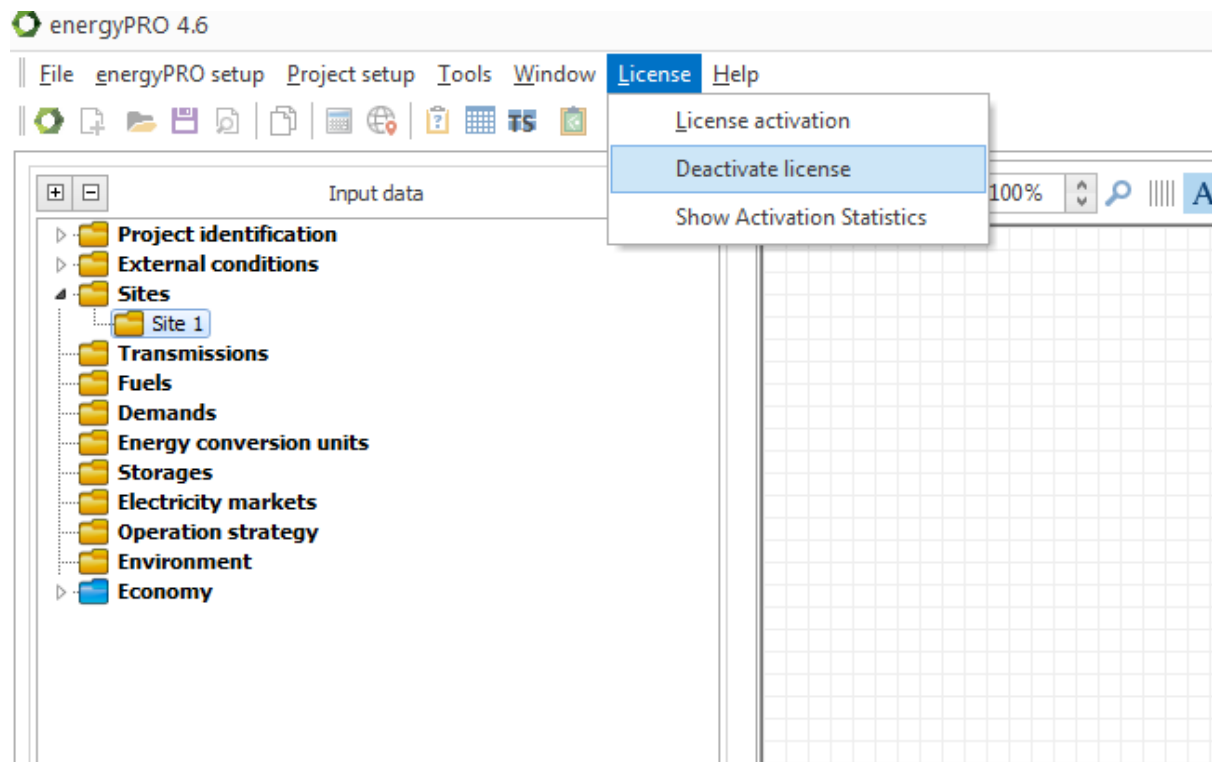 energyPRO 4.6
File energyPRO setup Project setup Tools Window License Help
TS
License activation
Deactivate license
Show Activation Statistics
Input data
100%
A
Project identification
External conditions
Sites
Site 1
Transmissions
Fuels
Demands
Energy conversion units
Storages
Electricity markets
Operation strategy
Environment
Economy